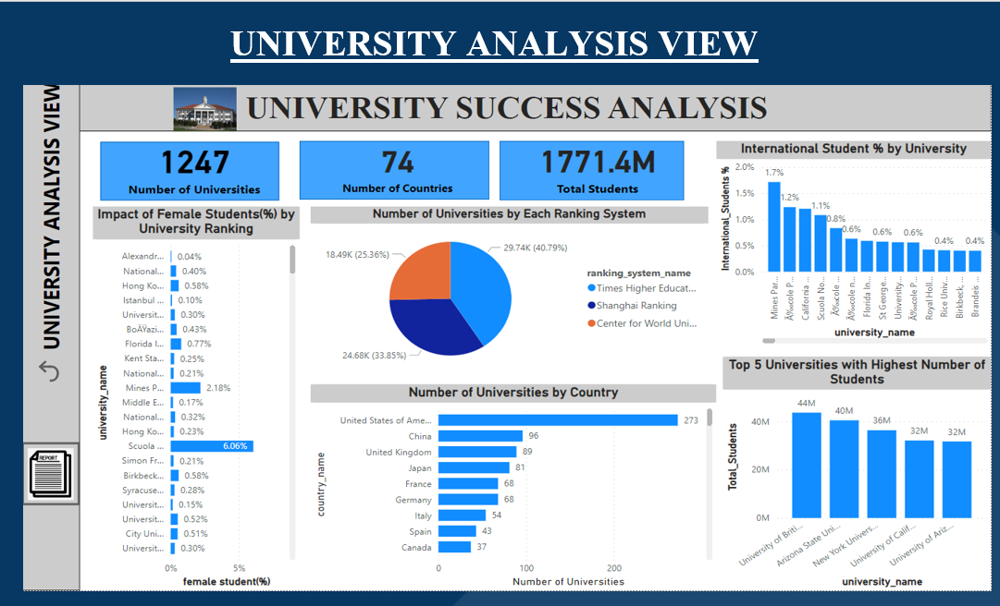 UNIVERSITY ANALYSIS VIEW
UNIVERSITY ANALYSIS VIEW
REPORT
UNIVERSITY SUCCESS ANALYSIS
1247
Number of Universities
74
Number of Countries
1771.4M
Total Students
Impact of Female Students(%) by
University Ranking
university_name
Alexandr... 0.04%
National... 0.40%
Hong Ko... 0.58%
Istanbul ... 0.10%
Universit... 0.30%
BoÄŸazi... 0.43%
Florida I... 0.77%
Kent Sta... 0.25%
National... 0.21%
Mines P... 2.18%
Middle E... 0.17%
National... 0.32%
Hong Ko... 0.23%
Scuola ... 6.06%
Simon Fr... 0.21%
Birkbeck... 0.58%
Syracuse... 0.28%
Universit... 0.15%
Universit... 0.52%
City Uni... 0.51%
Universit... 0.30%
0% 5%
female student(%)
Number of Universities by Each Ranking System
18.49K (25.36%)
29.74K (40.79%)
24.68K (33.85%)
ranking_system_name
Times Higher Educat...
Shanghai Ranking
Center for World Uni...
Number of Universities by Country
country_name
United States of Ame... 273
China 96
United Kingdom 89
Japan 81
France 68
Germany 68
Italy 54
Spain 43
Canada 37
0 100 200
Number of Universities
International Student % by University
International_Students %
2.0%
1.5%
1.0%
0.5%
0.0%
1.7%
1.2%
1.1%
0.8%
0.6%
0.6%
0.6%
0.4%
0.4%
Mines Par...
Ã‰cole P...
California ...
Scuola No...
Ã‰cole ...
Ã‰cole n...
Florida In...
St George...
University...
Ã‰cole P...
Royal Holl...
Rice Univ...
Birkbeck, ...
Brandeis ...
university_name
Top 5 Universities with Highest Number of
Students
Total_Students
40M
20M
0M
44M
40M
36M
32M
32M
University of Briti...
Arizona State Uni...
New York Univers...
University of Calif...
University of Ariz...
university_name